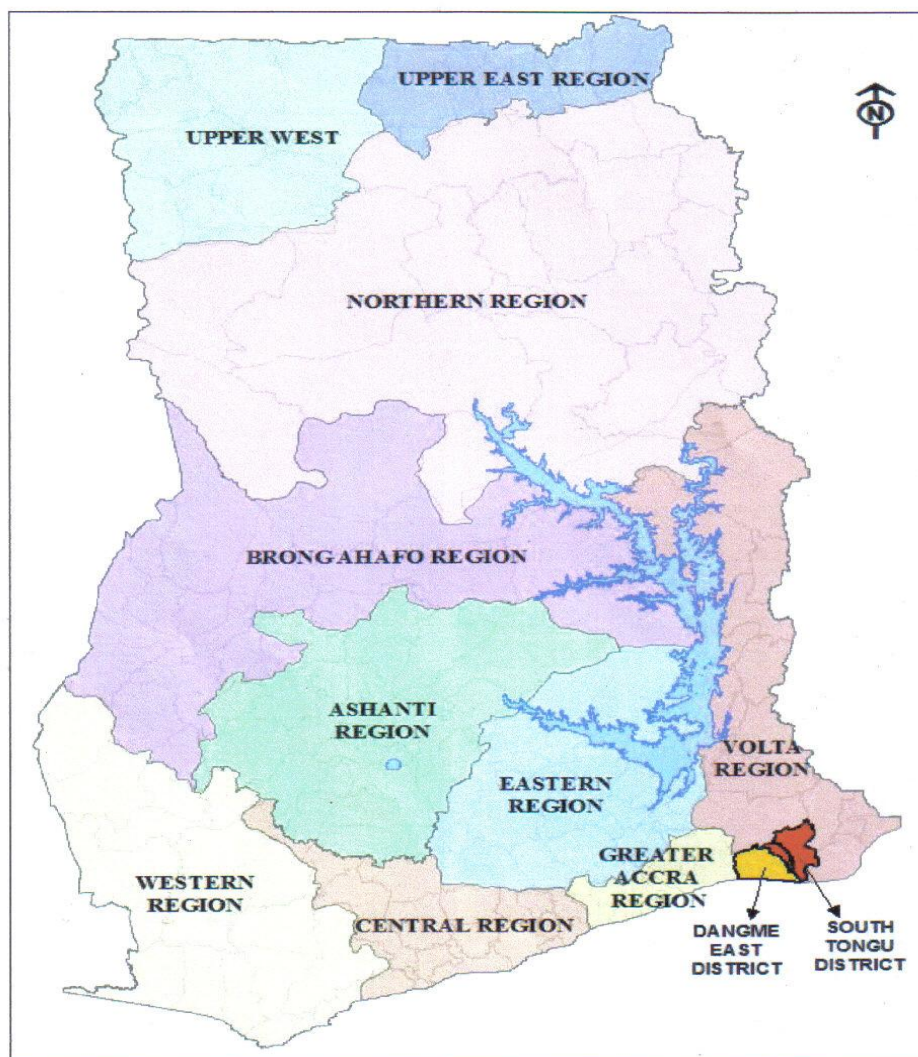 UPPER EAST REGION
N
UPPER WEST
NORTHERN REGION
BRONGAHAFO REGION
ASHANTI
REGION
VOLTA
REGION
EASTERN
REGION
GREATER
ACCRA
REGION
WESTERN
REGION
CENTRAL REGION
DANGME
EAST
DISTRICT
SOUTH
TONGU
DISTRICT